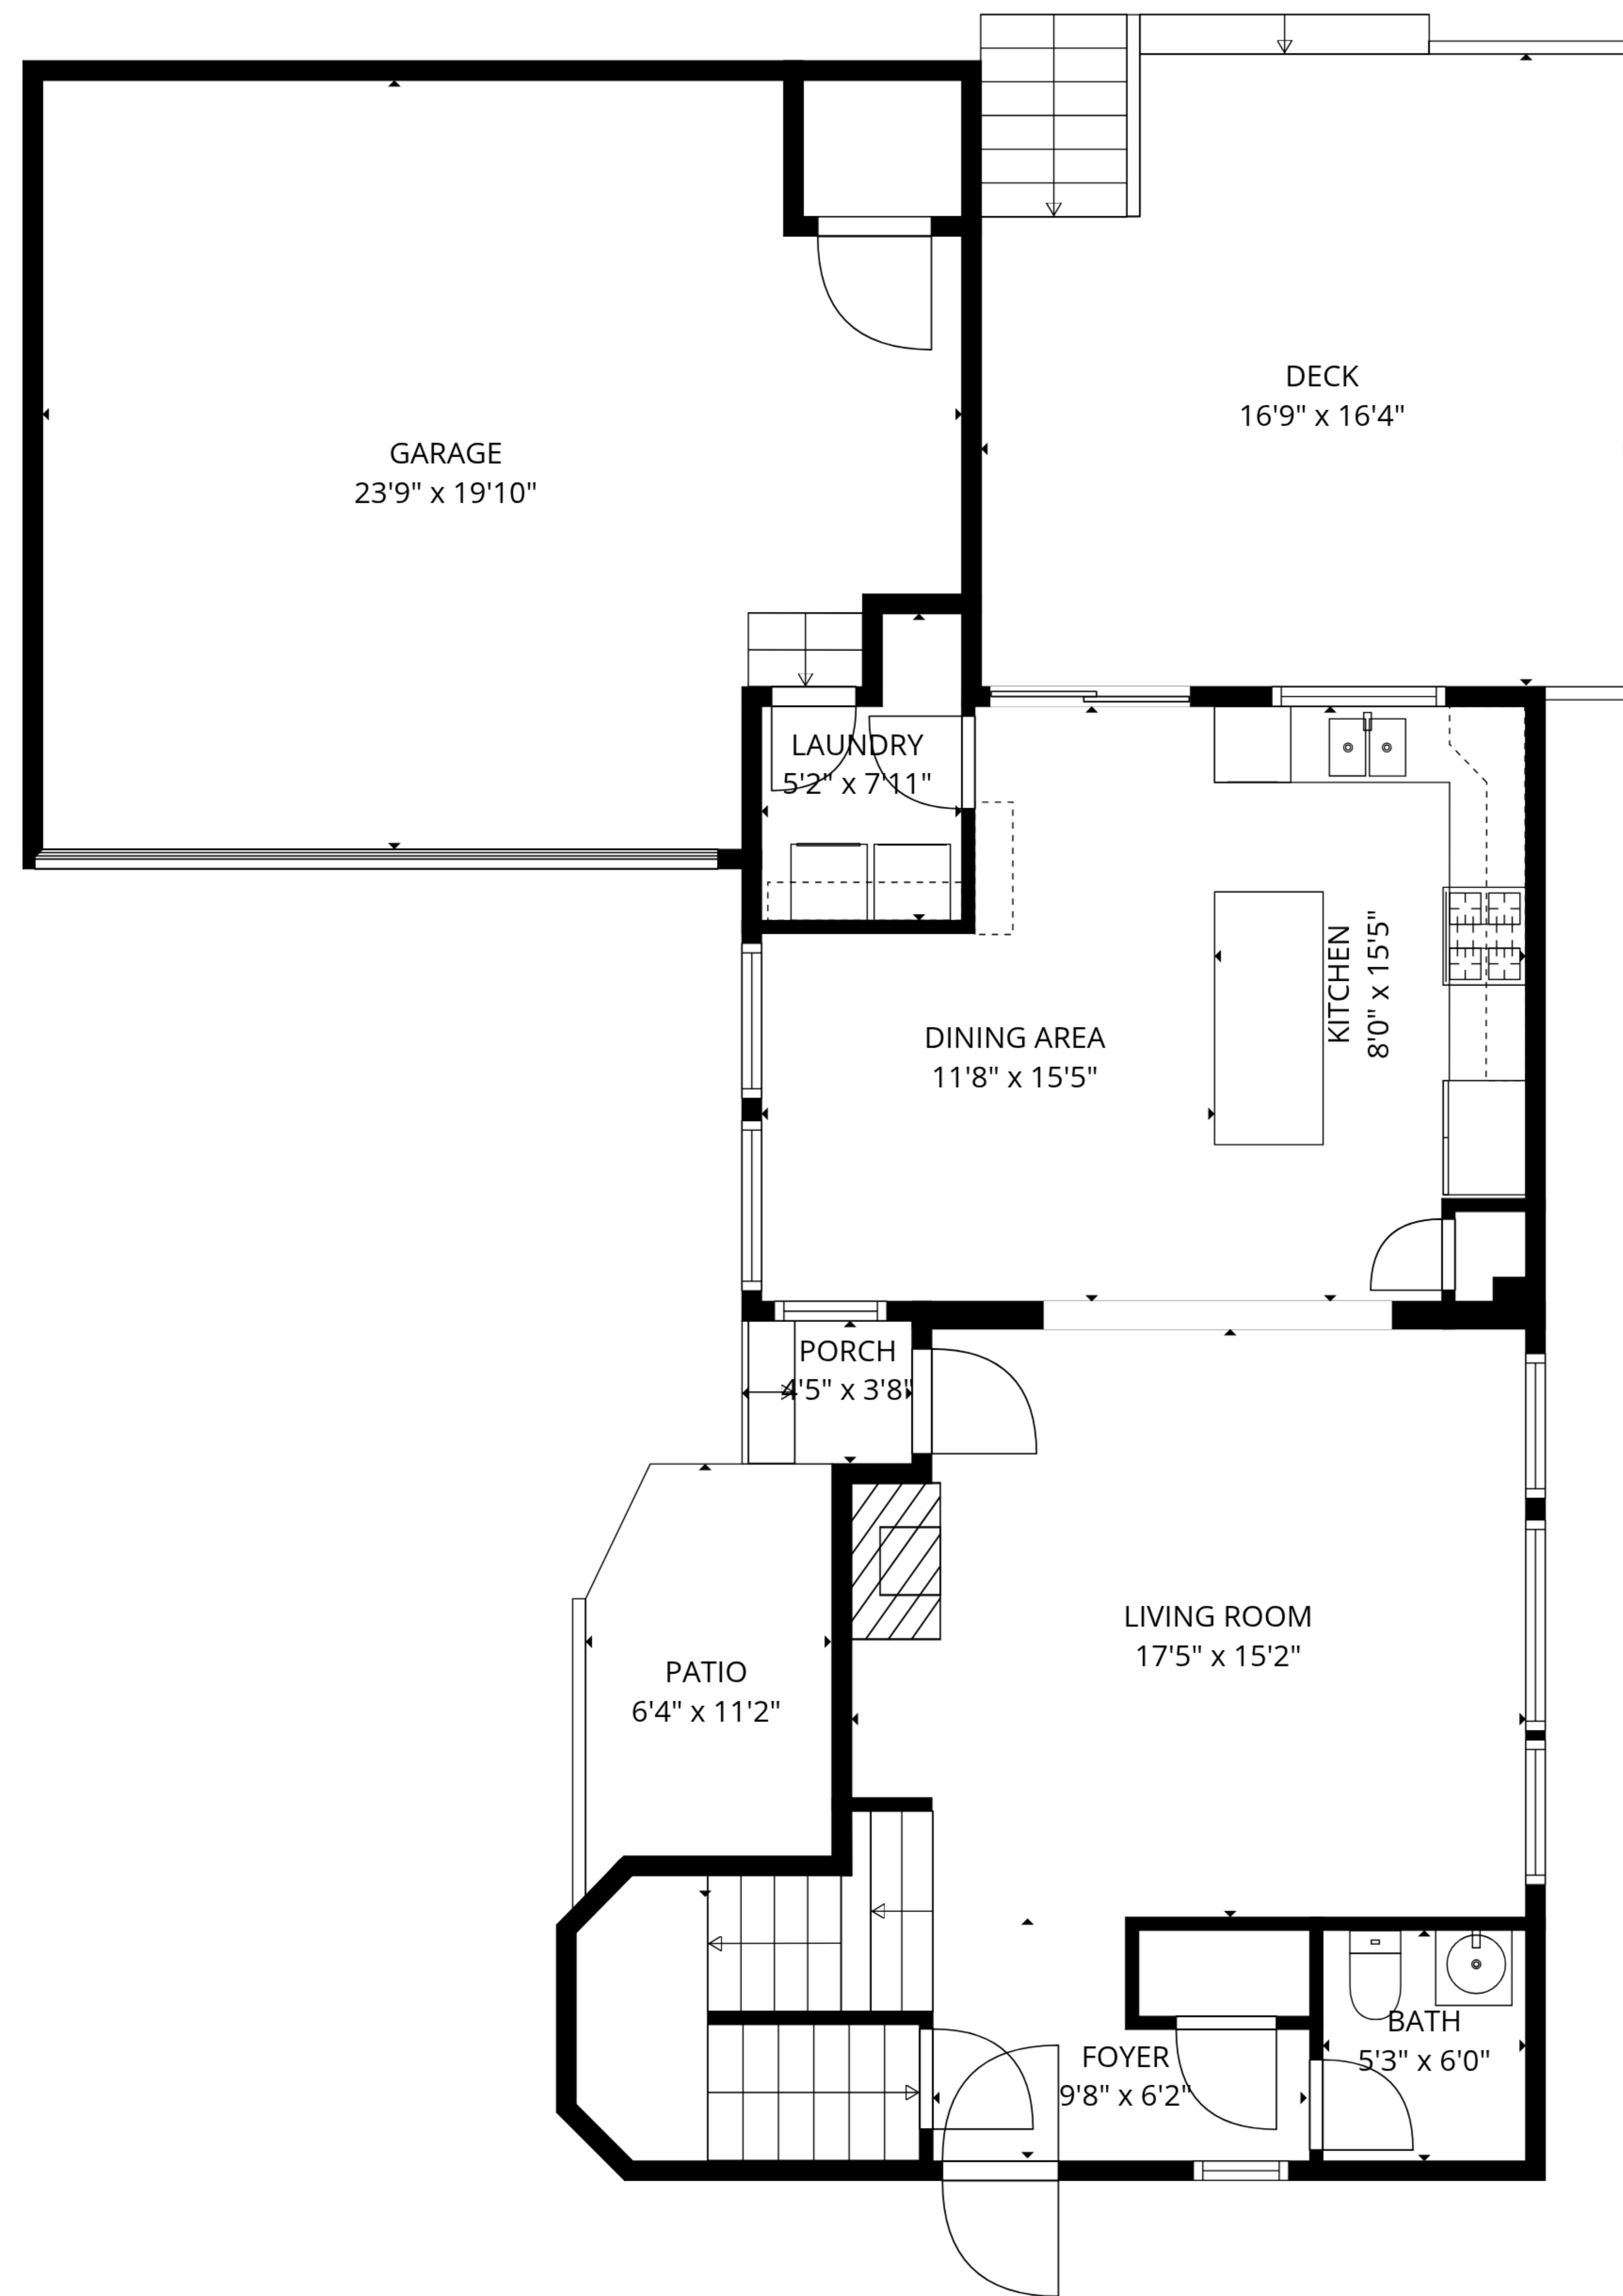 DECK
16'9" x 16'4"
GARAGE
23'9" x 19'10"
LAUNDRY
5'2" x 7'11"
KITCHEN
8'0" x 15'5"
DINING AREA
11'8" x 15'5"
PORCH
4'5" x 3'8"
LIVING ROOM
17'5" x 15'2"
PATIO
6'4" x 11'2"
BATH
5'3" x 6'0"
FOYER
9'8" x 6'2"